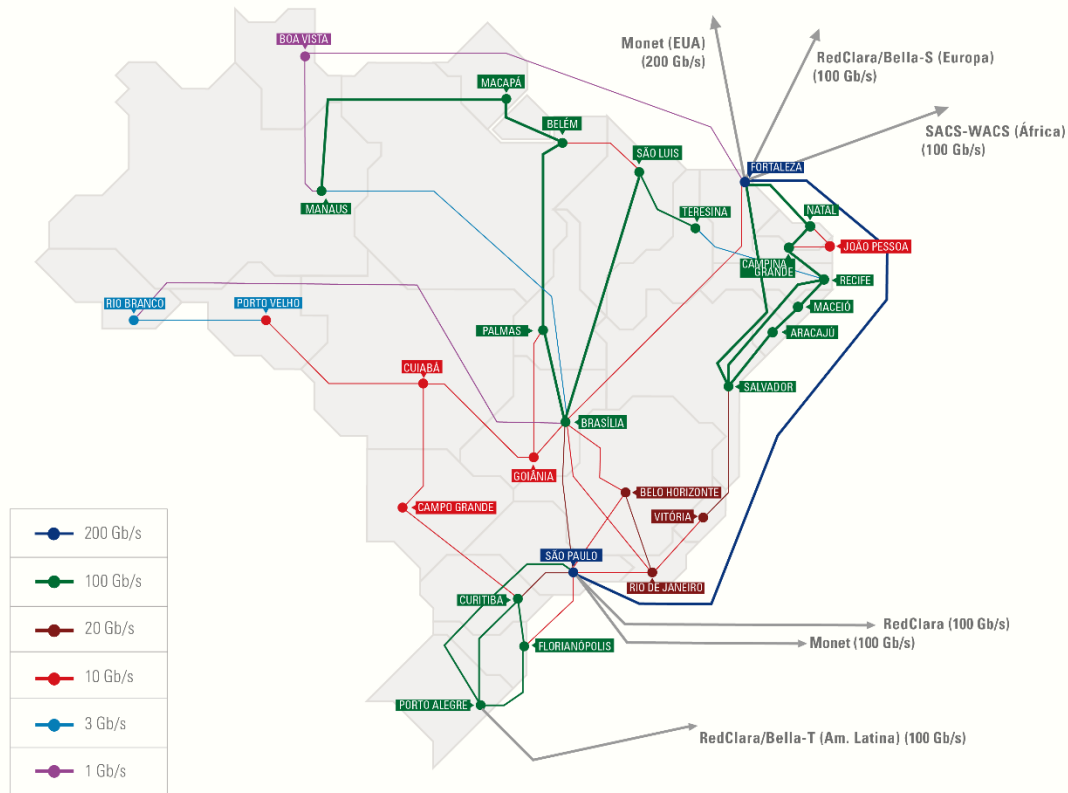 Monet (EUA)
(200 Gb/s)
RedClara/Bella-S (Europa)
(100 Gb/s)
SACS-WACS (África)
(100 Gb/s)
BOA VISTA
MACAPÁ
BELÉM
SÃO LUIS
FORTALEZA
MANAUS
TERESINA
NATAL
JOÃO PESSOA
CAMPINA
GRANDE
RECIFE
RIO BRANCO
PORTO VELHO
MACEIÓ
PALMAS
ARACAJÚ
CUIABÁ
SALVADOR
BRASÍLIA
GOIÂNIA
BELO HORIZONTE
CAMPO GRANDE
VITÓRIA
SÃO PAULO
RIO DE JANEIRO
CURITIBA
RedClara (100 Gb/s)
Monet (100 Gb/s)
FLORIANÓPOLIS
PORTO ALEGRE
RedClara/Bella-T (Am. Latina) (100 Gb/s)
200 Gb/s
100 Gb/s
20 Gb/s
10 Gb/s
3 Gb/s
1 Gb/s